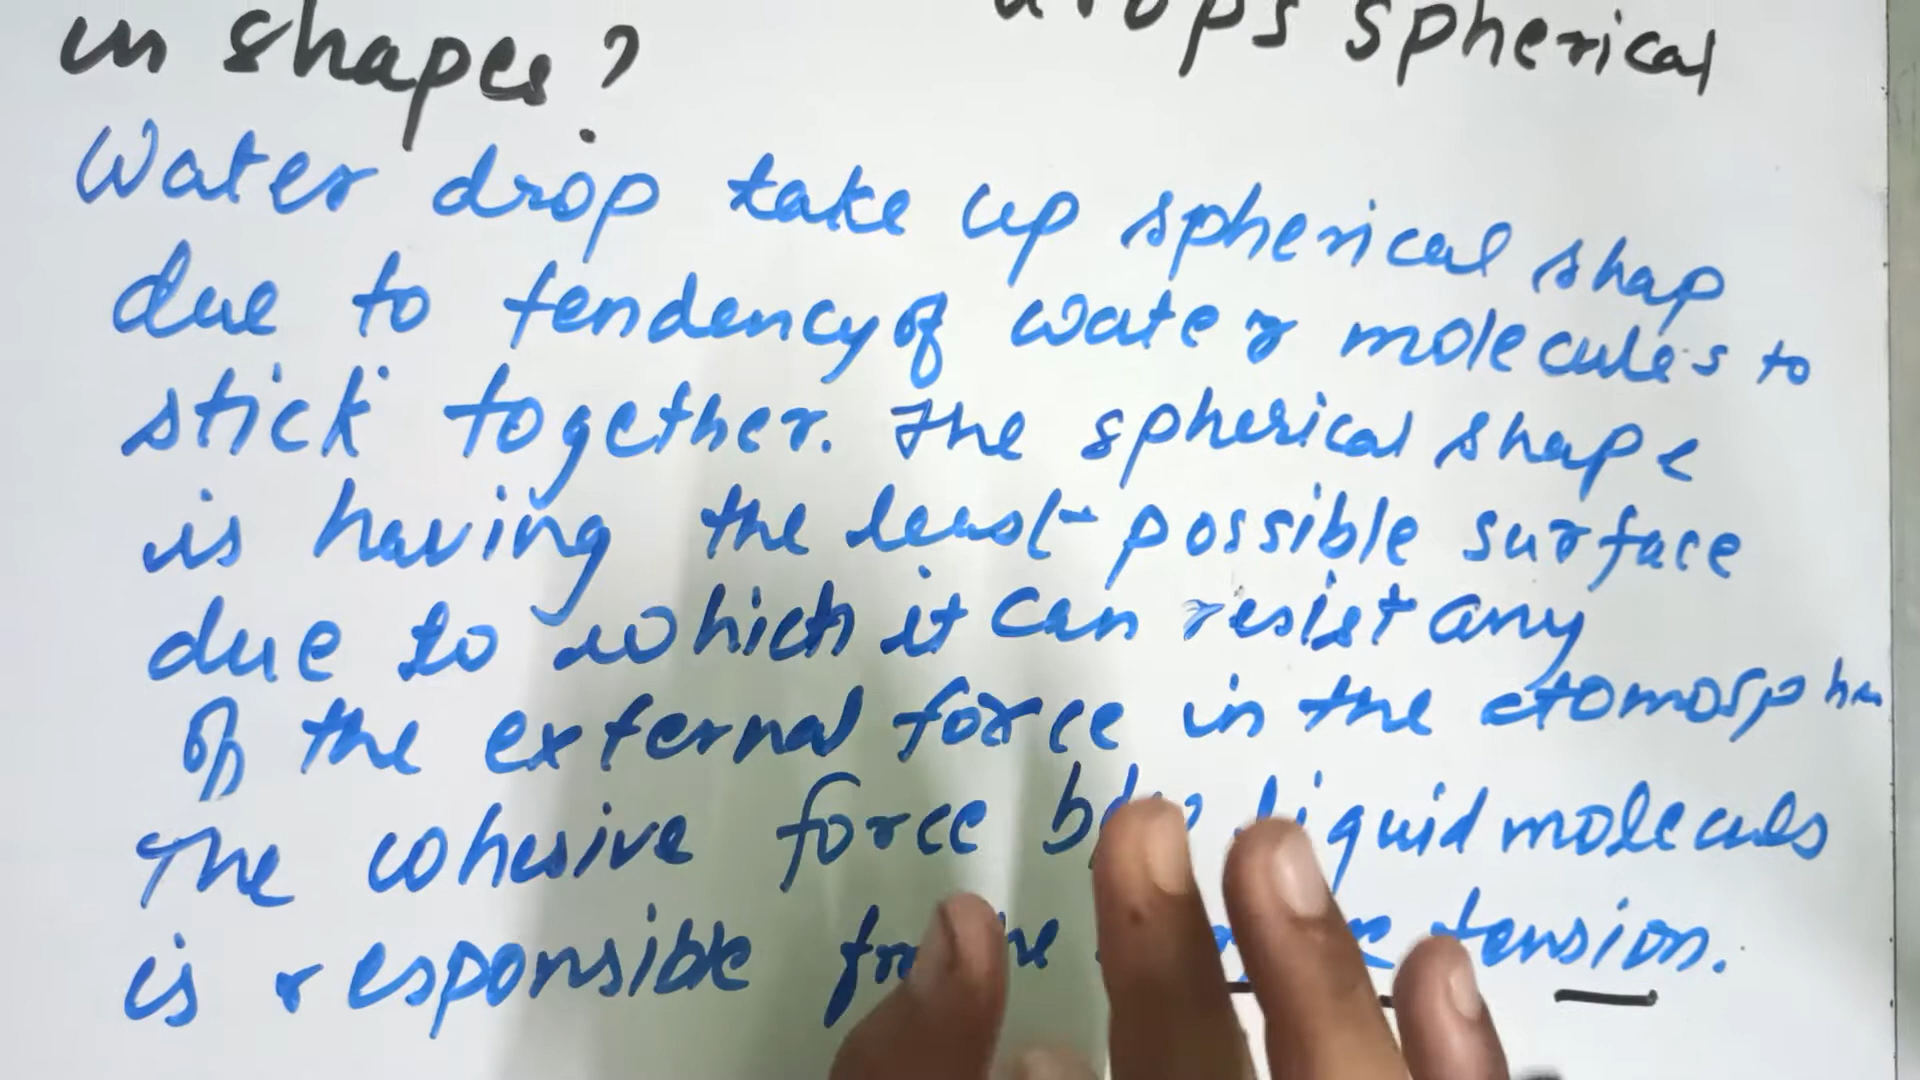 drops spherical
in shapes?
Water drop take up spherical shap
due to tendency of water molecules to
stick together. The spherical shape
is having the least possible surface
due to which it can resist any
of the external force in the atomosphe
The cohesive force liquid molecules
is responsible tension.